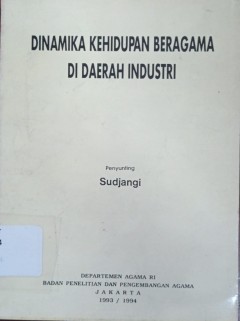 DINAMIKA KEHIDUPAN BERAGAMA
DI DAERAH INDUSTRI
Penyunting
Sudjangi
DEPARTEMEN AGAMA RI
BADAN PENELITIAN DAN PENGEMBANGAN AGAMA
JAKARTA
1993 / 1994